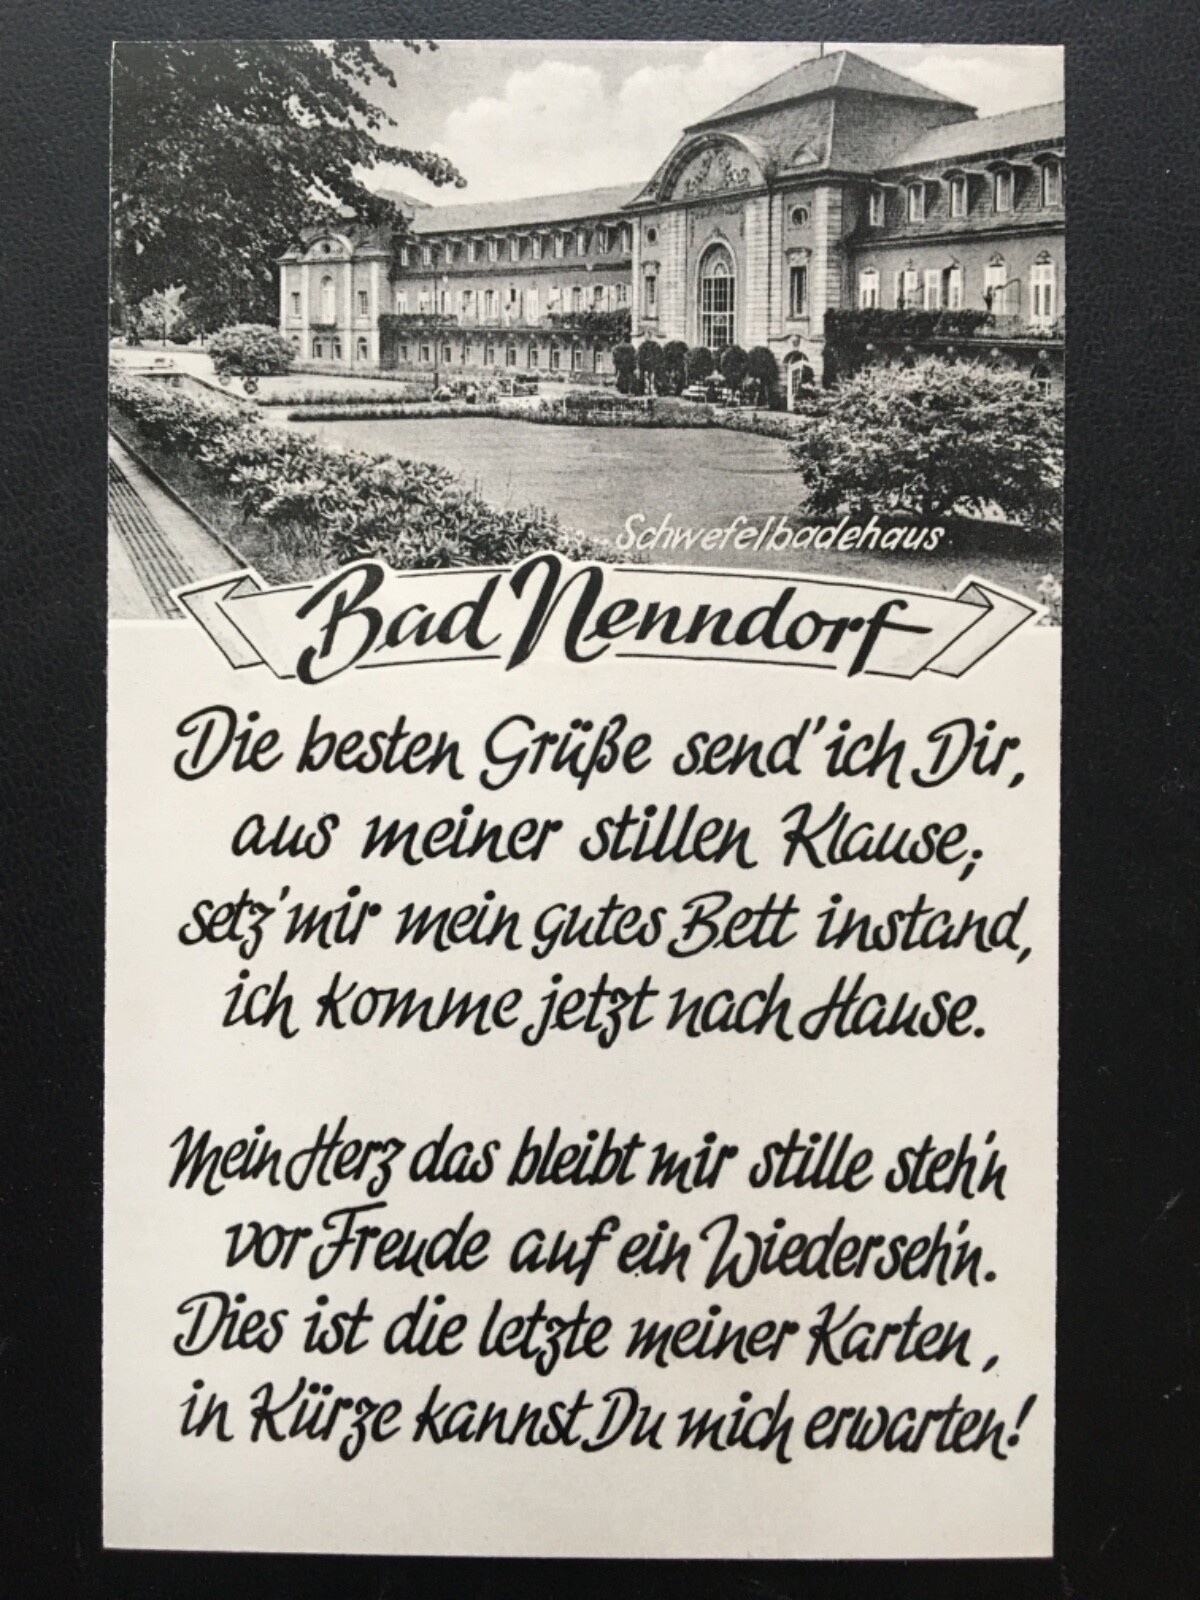 Schwefelbadehaus
Bad Nenndorf
Die besten Grüße send' ich Dir,
aus meiner stillen Klause;
setz' mir mein gutes Bett instand,
ich komme jetzt nach Hause.
Mein Herz das bleibt mir stille steh'n
vor Freude auf ein Wiederseh'n.
Dies ist die letzte meiner Karten,
in Kürze kannst Du mich erwarten!